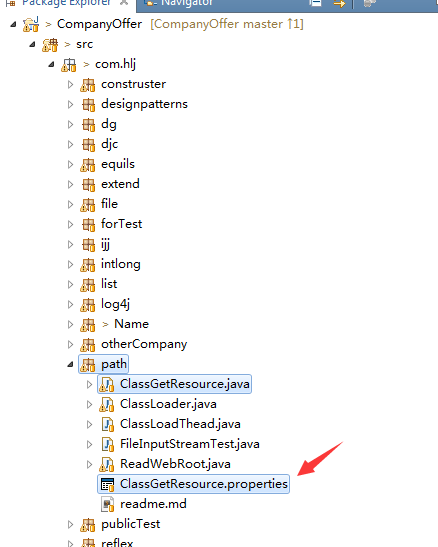 Package Explorer
Navigator
> CompanyOffer [CompanyOffer master ↑1]
> src
> com.hlj
construster
designpatterns
dg
djc
equils
extend
file
forTest
ijj
intlong
list
log4j
> Name
otherCompany
path
ClassGetResource.java
ClassLoader.java
ClassLoadThead.java
FileInputStreamTest.java
ReadWebRoot.java
ClassGetResource.properties
readme.md
publicTest
reflex